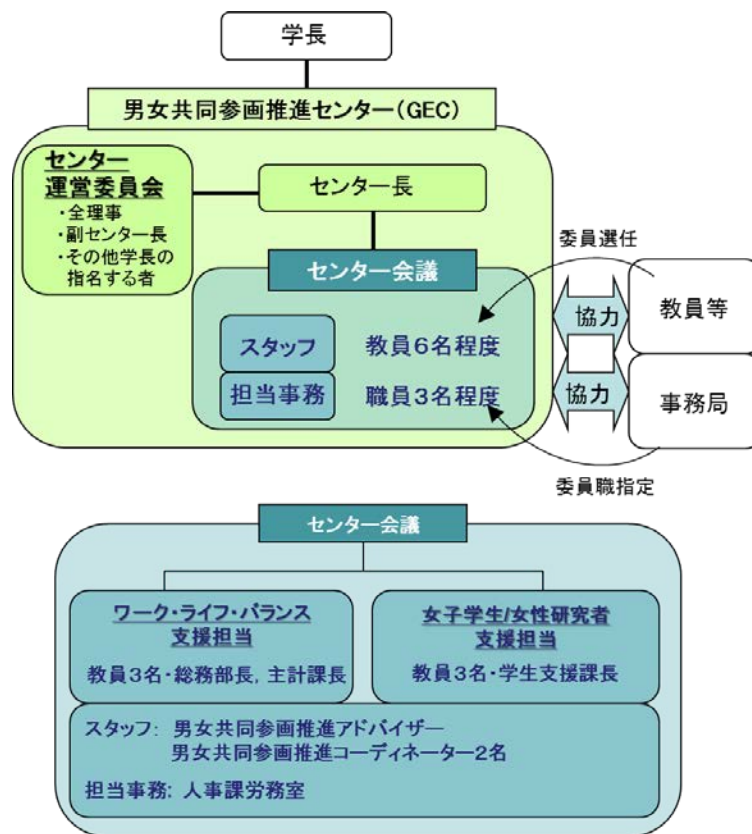 学長
男女共同参画推進センター(GEC)
センター
運営委員会
・全理事
・副センター長
・その他学長の
指名する者
センター長
センター会議
スタッフ
教員6名程度
担当事務
職員3名程度
委員選任
協力
教員等
協力
事務局
委員職指定
センター会議
ワーク・ライフ・バランス
支援担当
教員3名・総務部長, 主計課長
女子学生/女性研究者
支援担当
教員3名・学生支援課長
スタッフ: 男女共同参画推進アドバイザー
男女共同参画推進コーディネーター2名
担当事務: 人事課労務室